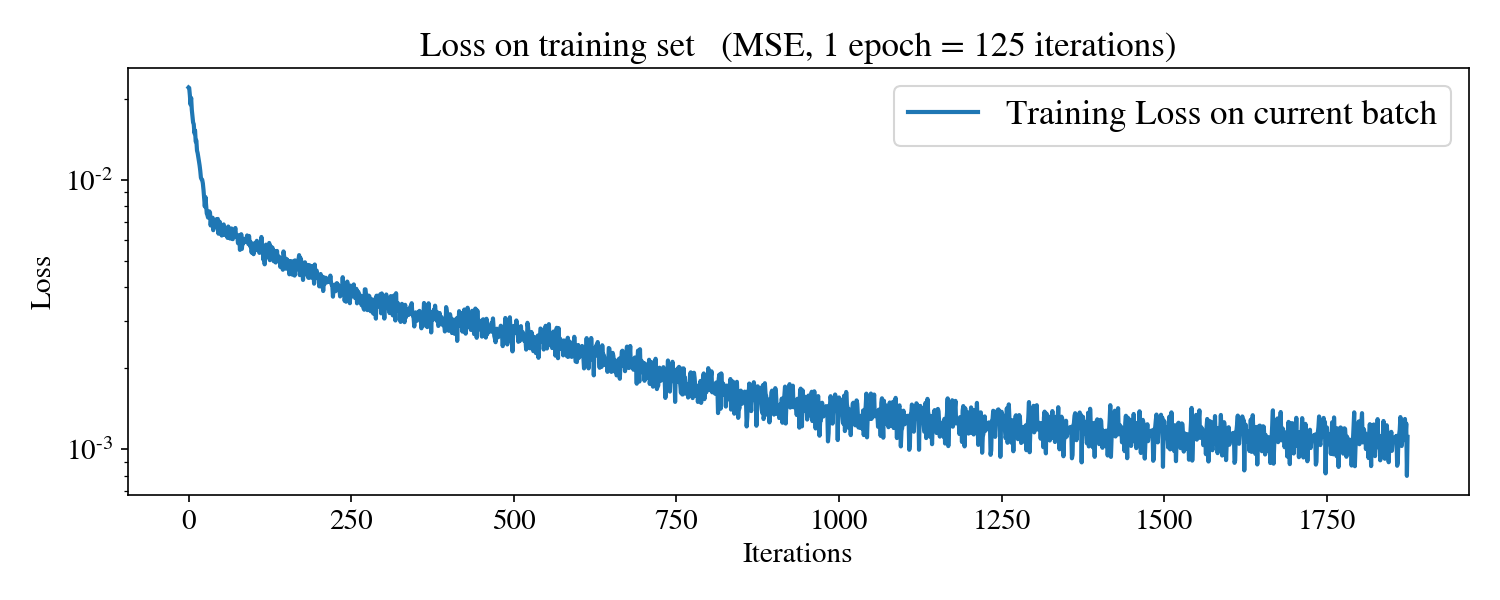 Loss on training set (MSE, 1 epoch = 125 iterations)
Training Loss on current batch
10-2
10-3
Loss
0 250 500 750 1000 1250 1500 1750
Iterations